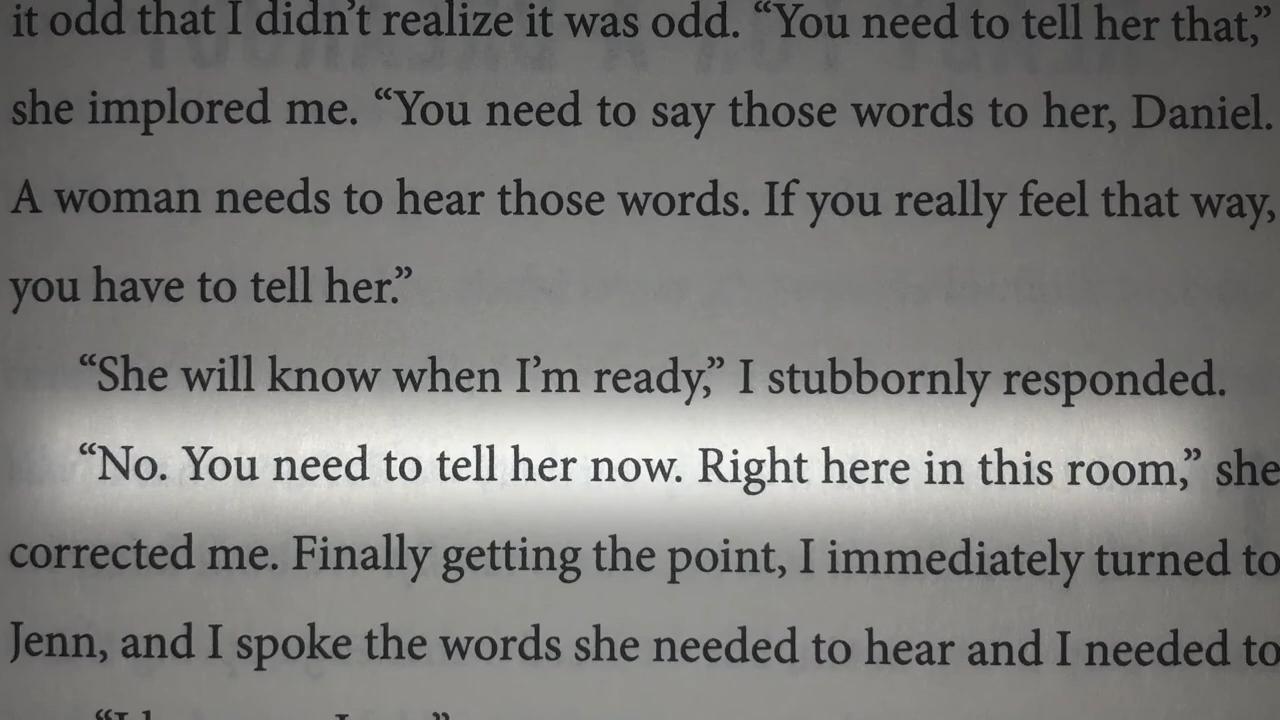 it odd that I didn’t realize it was odd. “You need to tell her that,”
she implored me. “You need to say those words to her, Daniel.
A woman needs to hear those words. If you really feel that way,
you have to tell her.”
“She will know when I’m ready,” I stubbornly responded.
“No. You need to tell her now. Right here in this room,” she
corrected me. Finally getting the point, I immediately turned to
Jenn, and I spoke the words she needed to hear and I needed to